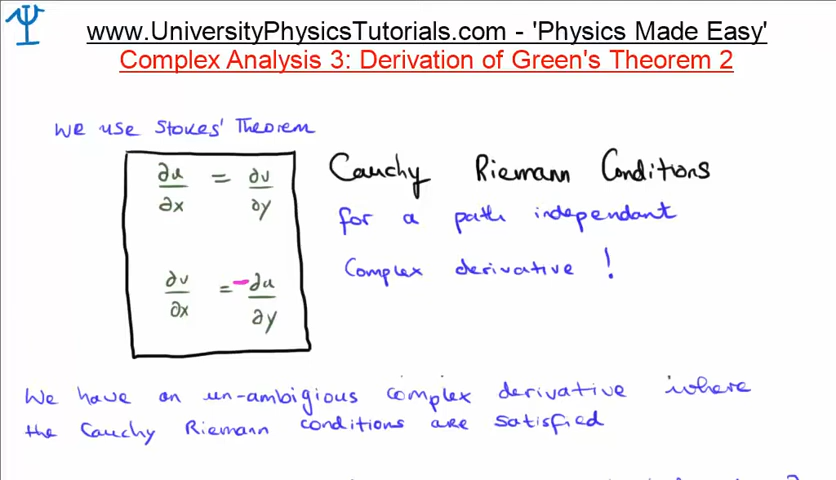 www.UniversityPhysicsTutorials.com - 'Physics Made Easy'
Complex Analysis 3: Derivation of Green's Theorem 2
We use Stokes' Theorem
∂u/∂x = ∂v/∂y
Cauchy Riemann Conditions
for a path independant
∂v/∂x = -∂u/∂y
Complex derivative !
We have an un-ambigious complex derivative where
the Cauchy Riemann conditions are satisfied